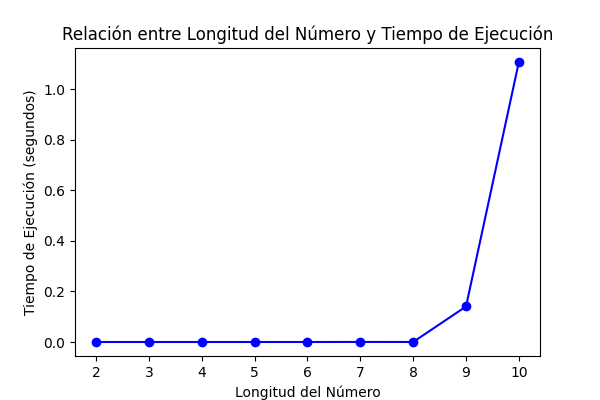 Relación entre Longitud del Número y Tiempo de Ejecución
Tiempo de Ejecución (segundos)
1.0
0.8
0.6
0.4
0.2
0.0
2 3 4 5 6 7 8 9 10
Longitud del Número